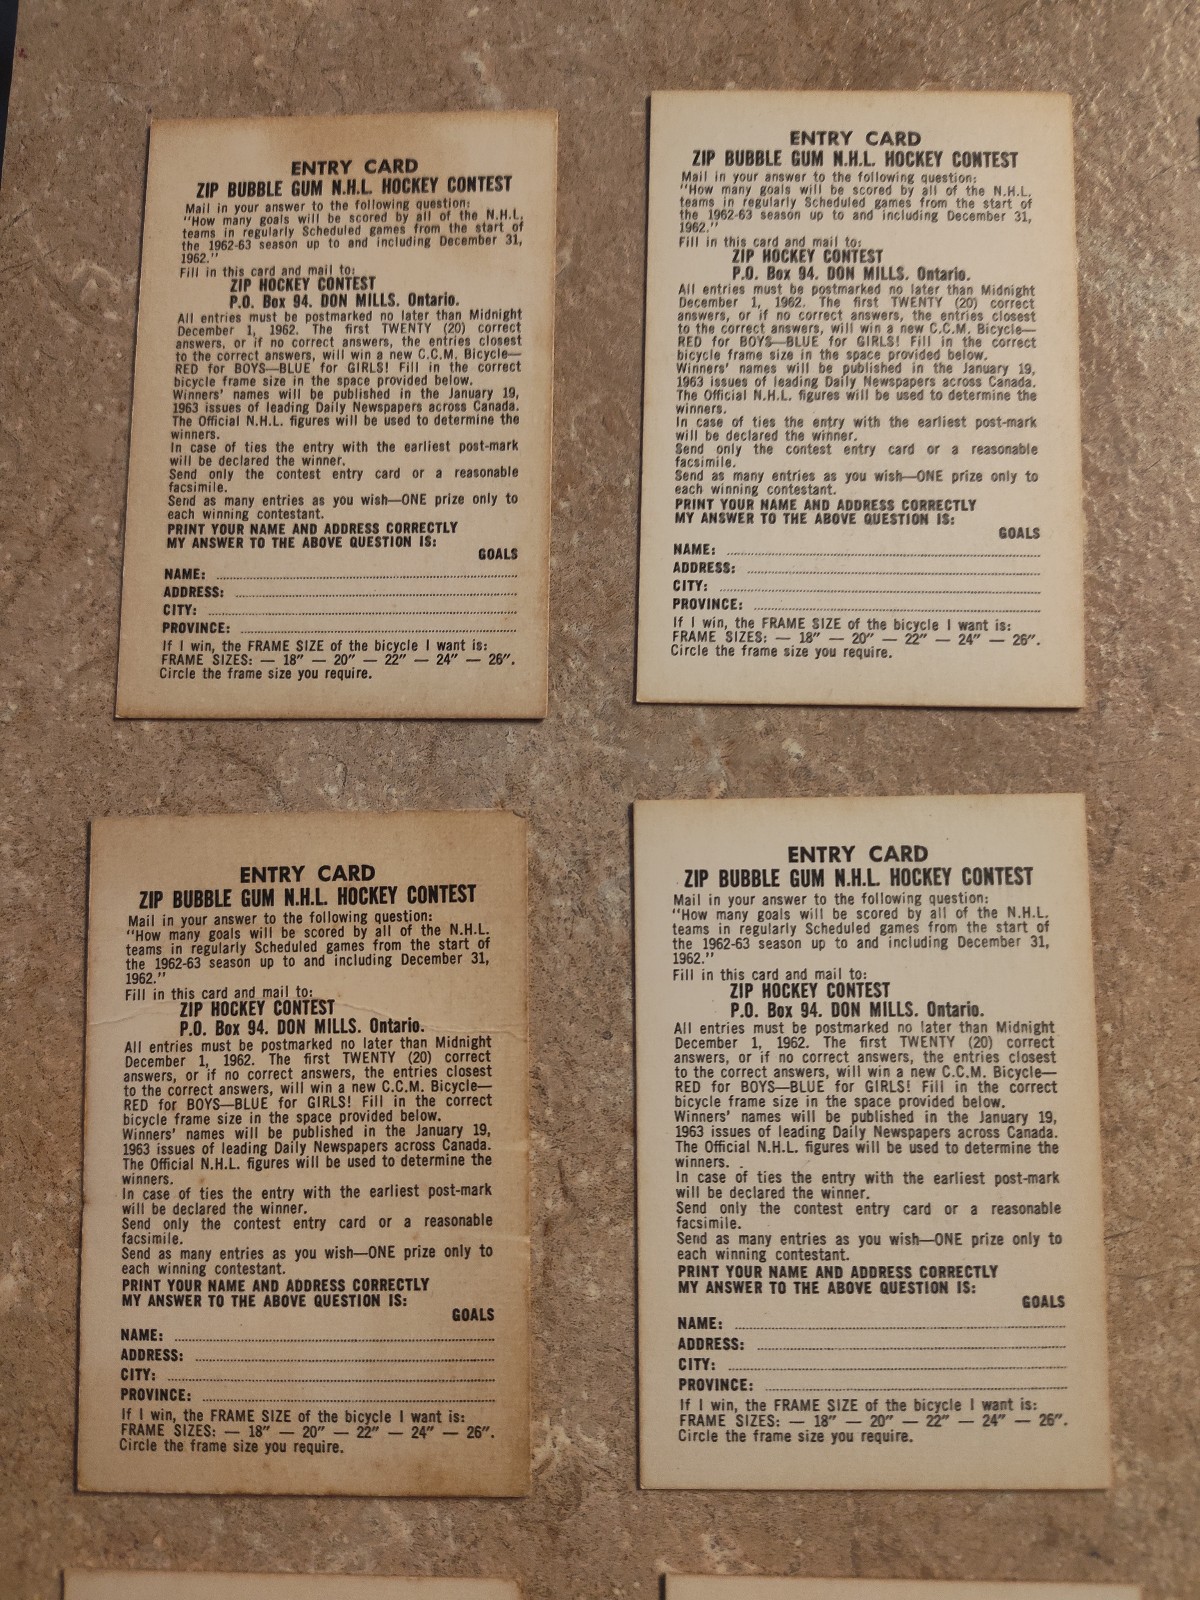 ENTRY CARD
ZIP BUBBLE GUM N.H.L. HOCKEY CONTEST
Mail in your answer to the following question:
"How many goals will be scored by all of the N.H.L.
teams in regularly Scheduled games from the start of
the 1962-63 season up to and including December 31,
1962."
Fill in this card and mail to:
ZIP HOCKEY CONTEST
P.O. Box 94. DON MILLS. Ontario.
All entries must be postmarked no later than Midnight
December 1, 1962. The first TWENTY (20) correct
answers, or if no correct answers, the entries closest
to the correct answers, will win a new C.C.M. Bicycle—
RED for BOYS—BLUE for GIRLS! Fill in the correct
bicycle frame size in the space provided below.
Winners' names will be published in the January 19,
1963 issues of leading Daily Newspapers across Canada.
The Official N.H.L. figures will be used to determine the
winners.
In case of ties the entry with the earliest post-mark
will be declared the winner.
Send only the contest entry card or a reasonable
facsimile.
Send as many entries as you wish—ONE prize only to
each winning contestant.
PRINT YOUR NAME AND ADDRESS CORRECTLY
MY ANSWER TO THE ABOVE QUESTION IS:
GOALS
NAME:
ADDRESS:
CITY:
PROVINCE:
If I win, the FRAME SIZE of the bicycle I want is:
FRAME SIZES: — 18" — 20" — 22" — 24" — 26".
Circle the frame size you require.
ENTRY CARD
ZIP BUBBLE GUM N.H.L. HOCKEY CONTEST
Mail in your answer to the following question:
"How many goals will be scored by all of the N.H.L.
teams in regularly Scheduled games from the start of
the 1962-63 season up to and including December 31,
1962."
Fill in this card and mail to:
ZIP HOCKEY CONTEST
P.O. Box 94. DON MILLS. Ontario.
All entries must be postmarked no later than Midnight
December 1, 1962. The first TWENTY (20) correct
answers, or if no correct answers, the entries closest
to the correct answers, will win a new C.C.M. Bicycle—
RED for BOYS—BLUE for GIRLS! Fill in the correct
bicycle frame size in the space provided below.
Winners' names will be published in the January 19,
1963 issues of leading Daily Newspapers across Canada.
The Official N.H.L. figures will be used to determine the
winners.
In case of ties the entry with the earliest post-mark
will be declared the winner.
Send only the contest entry card or a reasonable
facsimile.
Send as many entries as you wish—ONE prize only to
each winning contestant.
PRINT YOUR NAME AND ADDRESS CORRECTLY
MY ANSWER TO THE ABOVE QUESTION IS:
GOALS
NAME:
ADDRESS:
CITY:
PROVINCE:
If I win, the FRAME SIZE of the bicycle I want is:
FRAME SIZES: — 18" — 20" — 22" — 24" — 26".
Circle the frame size you require.
ENTRY CARD
ZIP BUBBLE GUM N.H.L. HOCKEY CONTEST
Mail in your answer to the following question:
"How many goals will be scored by all of the N.H.L.
teams in regularly Scheduled games from the start of
the 1962-63 season up to and including December 31,
1962."
Fill in this card and mail to:
ZIP HOCKEY CONTEST
P.O. Box 94. DON MILLS. Ontario.
All entries must be postmarked no later than Midnight
December 1, 1962. The first TWENTY (20) correct
answers, or if no correct answers, the entries closest
to the correct answers, will win a new C.C.M. Bicycle—
RED for BOYS—BLUE for GIRLS! Fill in the correct
bicycle frame size in the space provided below.
Winners' names will be published in the January 19,
1963 issues of leading Daily Newspapers across Canada.
The Official N.H.L. figures will be used to determine the
winners.
In case of ties the entry with the earliest post-mark
will be declared the winner.
Send only the contest entry card or a reasonable
facsimile.
Send as many entries as you wish—ONE prize only to
each winning contestant.
PRINT YOUR NAME AND ADDRESS CORRECTLY
MY ANSWER TO THE ABOVE QUESTION IS:
GOALS
NAME:
ADDRESS:
CITY:
PROVINCE:
If I win, the FRAME SIZE of the bicycle I want is:
FRAME SIZES: — 18" — 20" — 22" — 24" — 26".
Circle the frame size you require.
ENTRY CARD
ZIP BUBBLE GUM N.H.L. HOCKEY CONTEST
Mail in your answer to the following question:
"How many goals will be scored by all of the N.H.L.
teams in regularly Scheduled games from the start of
the 1962-63 season up to and including December 31,
1962."
Fill in this card and mail to:
ZIP HOCKEY CONTEST
P.O. Box 94. DON MILLS. Ontario.
All entries must be postmarked no later than Midnight
December 1, 1962. The first TWENTY (20) correct
answers, or if no correct answers, the entries closest
to the correct answers, will win a new C.C.M. Bicycle—
RED for BOYS—BLUE for GIRLS! Fill in the correct
bicycle frame size in the space provided below.
Winners' names will be published in the January 19,
1963 issues of leading Daily Newspapers across Canada.
The Official N.H.L. figures will be used to determine the
winners.
In case of ties the entry with the earliest post-mark
will be declared the winner.
Send only the contest entry card or a reasonable
facsimile.
Send as many entries as you wish—ONE prize only to
each winning contestant.
PRINT YOUR NAME AND ADDRESS CORRECTLY
MY ANSWER TO THE ABOVE QUESTION IS:
GOALS
NAME:
ADDRESS:
CITY:
PROVINCE:
If I win, the FRAME SIZE of the bicycle I want is:
FRAME SIZES: — 18" — 20" — 22" — 24" — 26".
Circle the frame size you require.